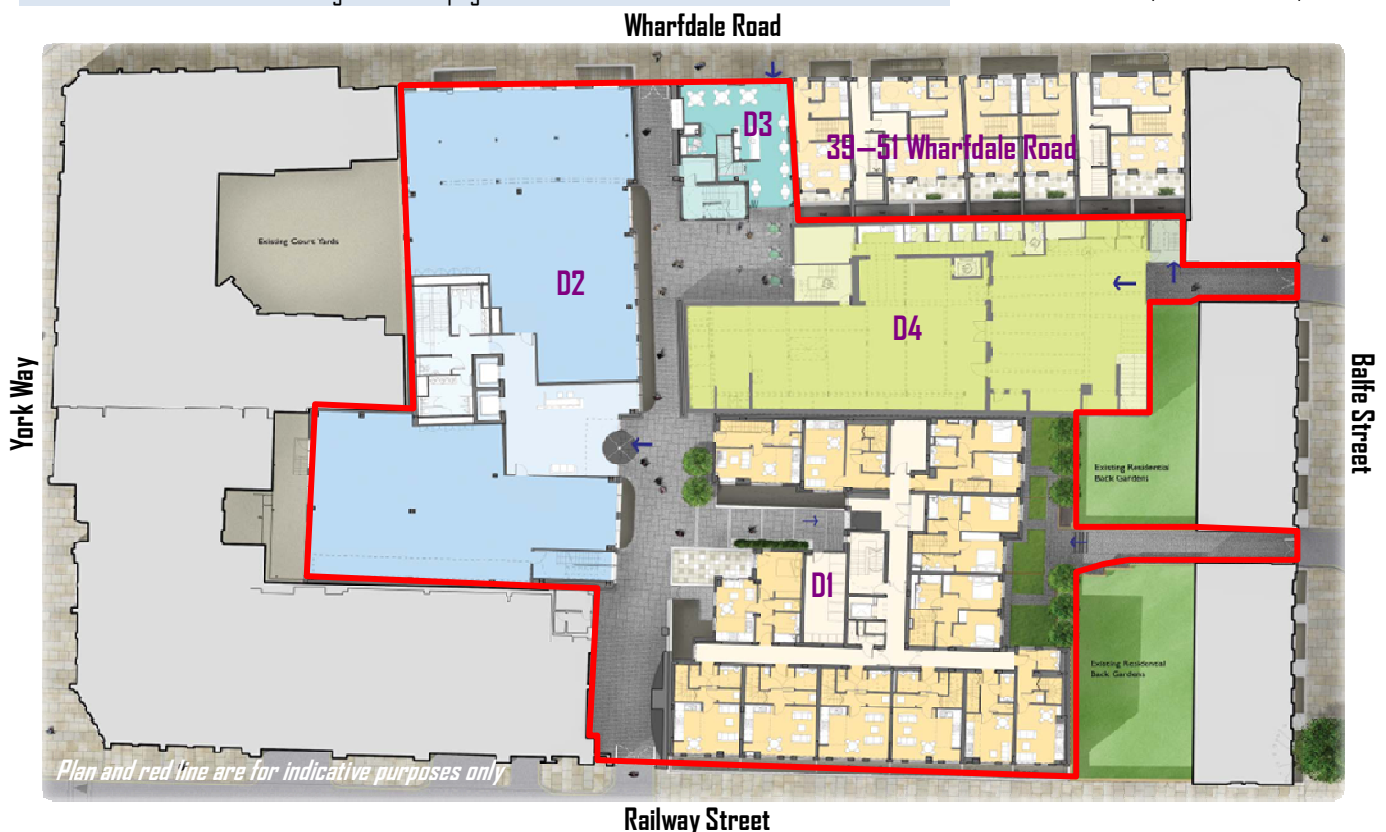 Wharfdale Road
D3
39–51 Wharfdale Road
Existing Court Yards
D2
D4
York Way
Balfe Street
Existing Residential
Back Gardens
D1
Existing Residential
Back Gardens
Plan and red line are for indicative purposes only
Railway Street